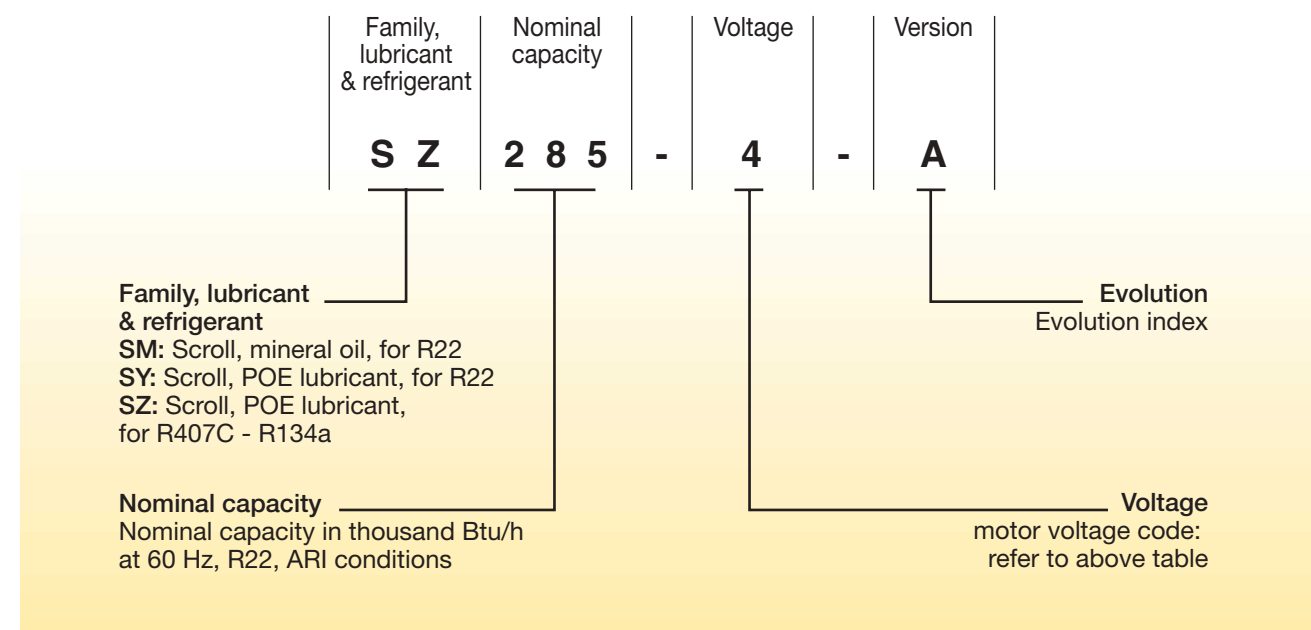 Family,
lubricant
& refrigerant
Nominal
capacity
Voltage
Version
S Z 2 8 5 - 4 - A
Family, lubricant
& refrigerant
SM: Scroll, mineral oil, for R22
SY: Scroll, POE lubricant, for R22
SZ: Scroll, POE lubricant,
for R407C - R134a
Evolution
Evolution index
Nominal capacity
Nominal capacity in thousand Btu/h
at 60 Hz, R22, ARI conditions
Voltage
motor voltage code:
refer to above table